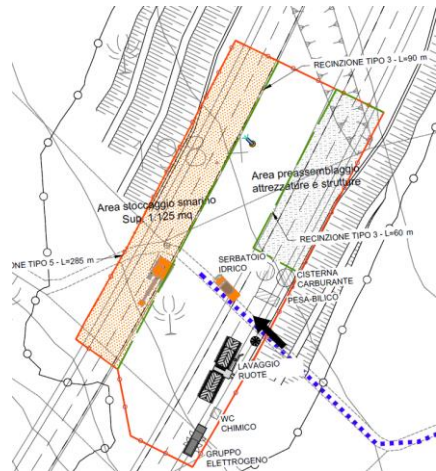 RECINZIONE TIPO 3 - L=90 m
Area preassemblaggio
attrezzature e strutture
Area stoccaggio smarino
Sup. 1.125 mq
RECINZIONE TIPO 3 - L=60 m
ONE TIPO 5 - L=285 m
SERBATOIO
IDRICO
CISTERNA
CARBURANTE
PESA-BILICO
LAVAGGIO
RUOTE
WC
CHIMICO
GRUPPO
ELETTROGENO